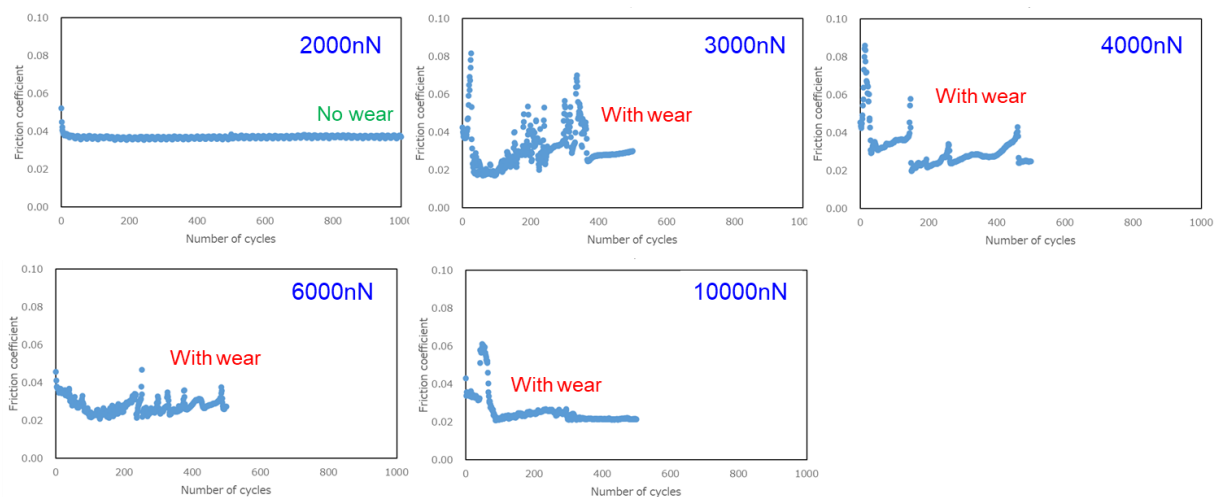 2000nN
No wear
Friction coefficient
0.10
0.08
0.06
0.04
0.02
0.00
0 200 400 600 800 1000
Number of cycles
3000nN
With wear
Friction coefficient
0.10
0.08
0.06
0.04
0.02
0.00
0 200 400 600 800 1000
Number of cycles
4000nN
With wear
Friction coefficient
0.10
0.08
0.06
0.04
0.02
0.00
0 200 400 600 800 1000
Number of cycles
6000nN
With wear
Friction coefficient
0.10
0.08
0.06
0.04
0.02
0.00
0 200 400 600 800 1000
Number of cycles
10000nN
With wear
Friction coefficient
0.10
0.08
0.06
0.04
0.02
0.00
0 200 400 600 800 1000
Number of cycles